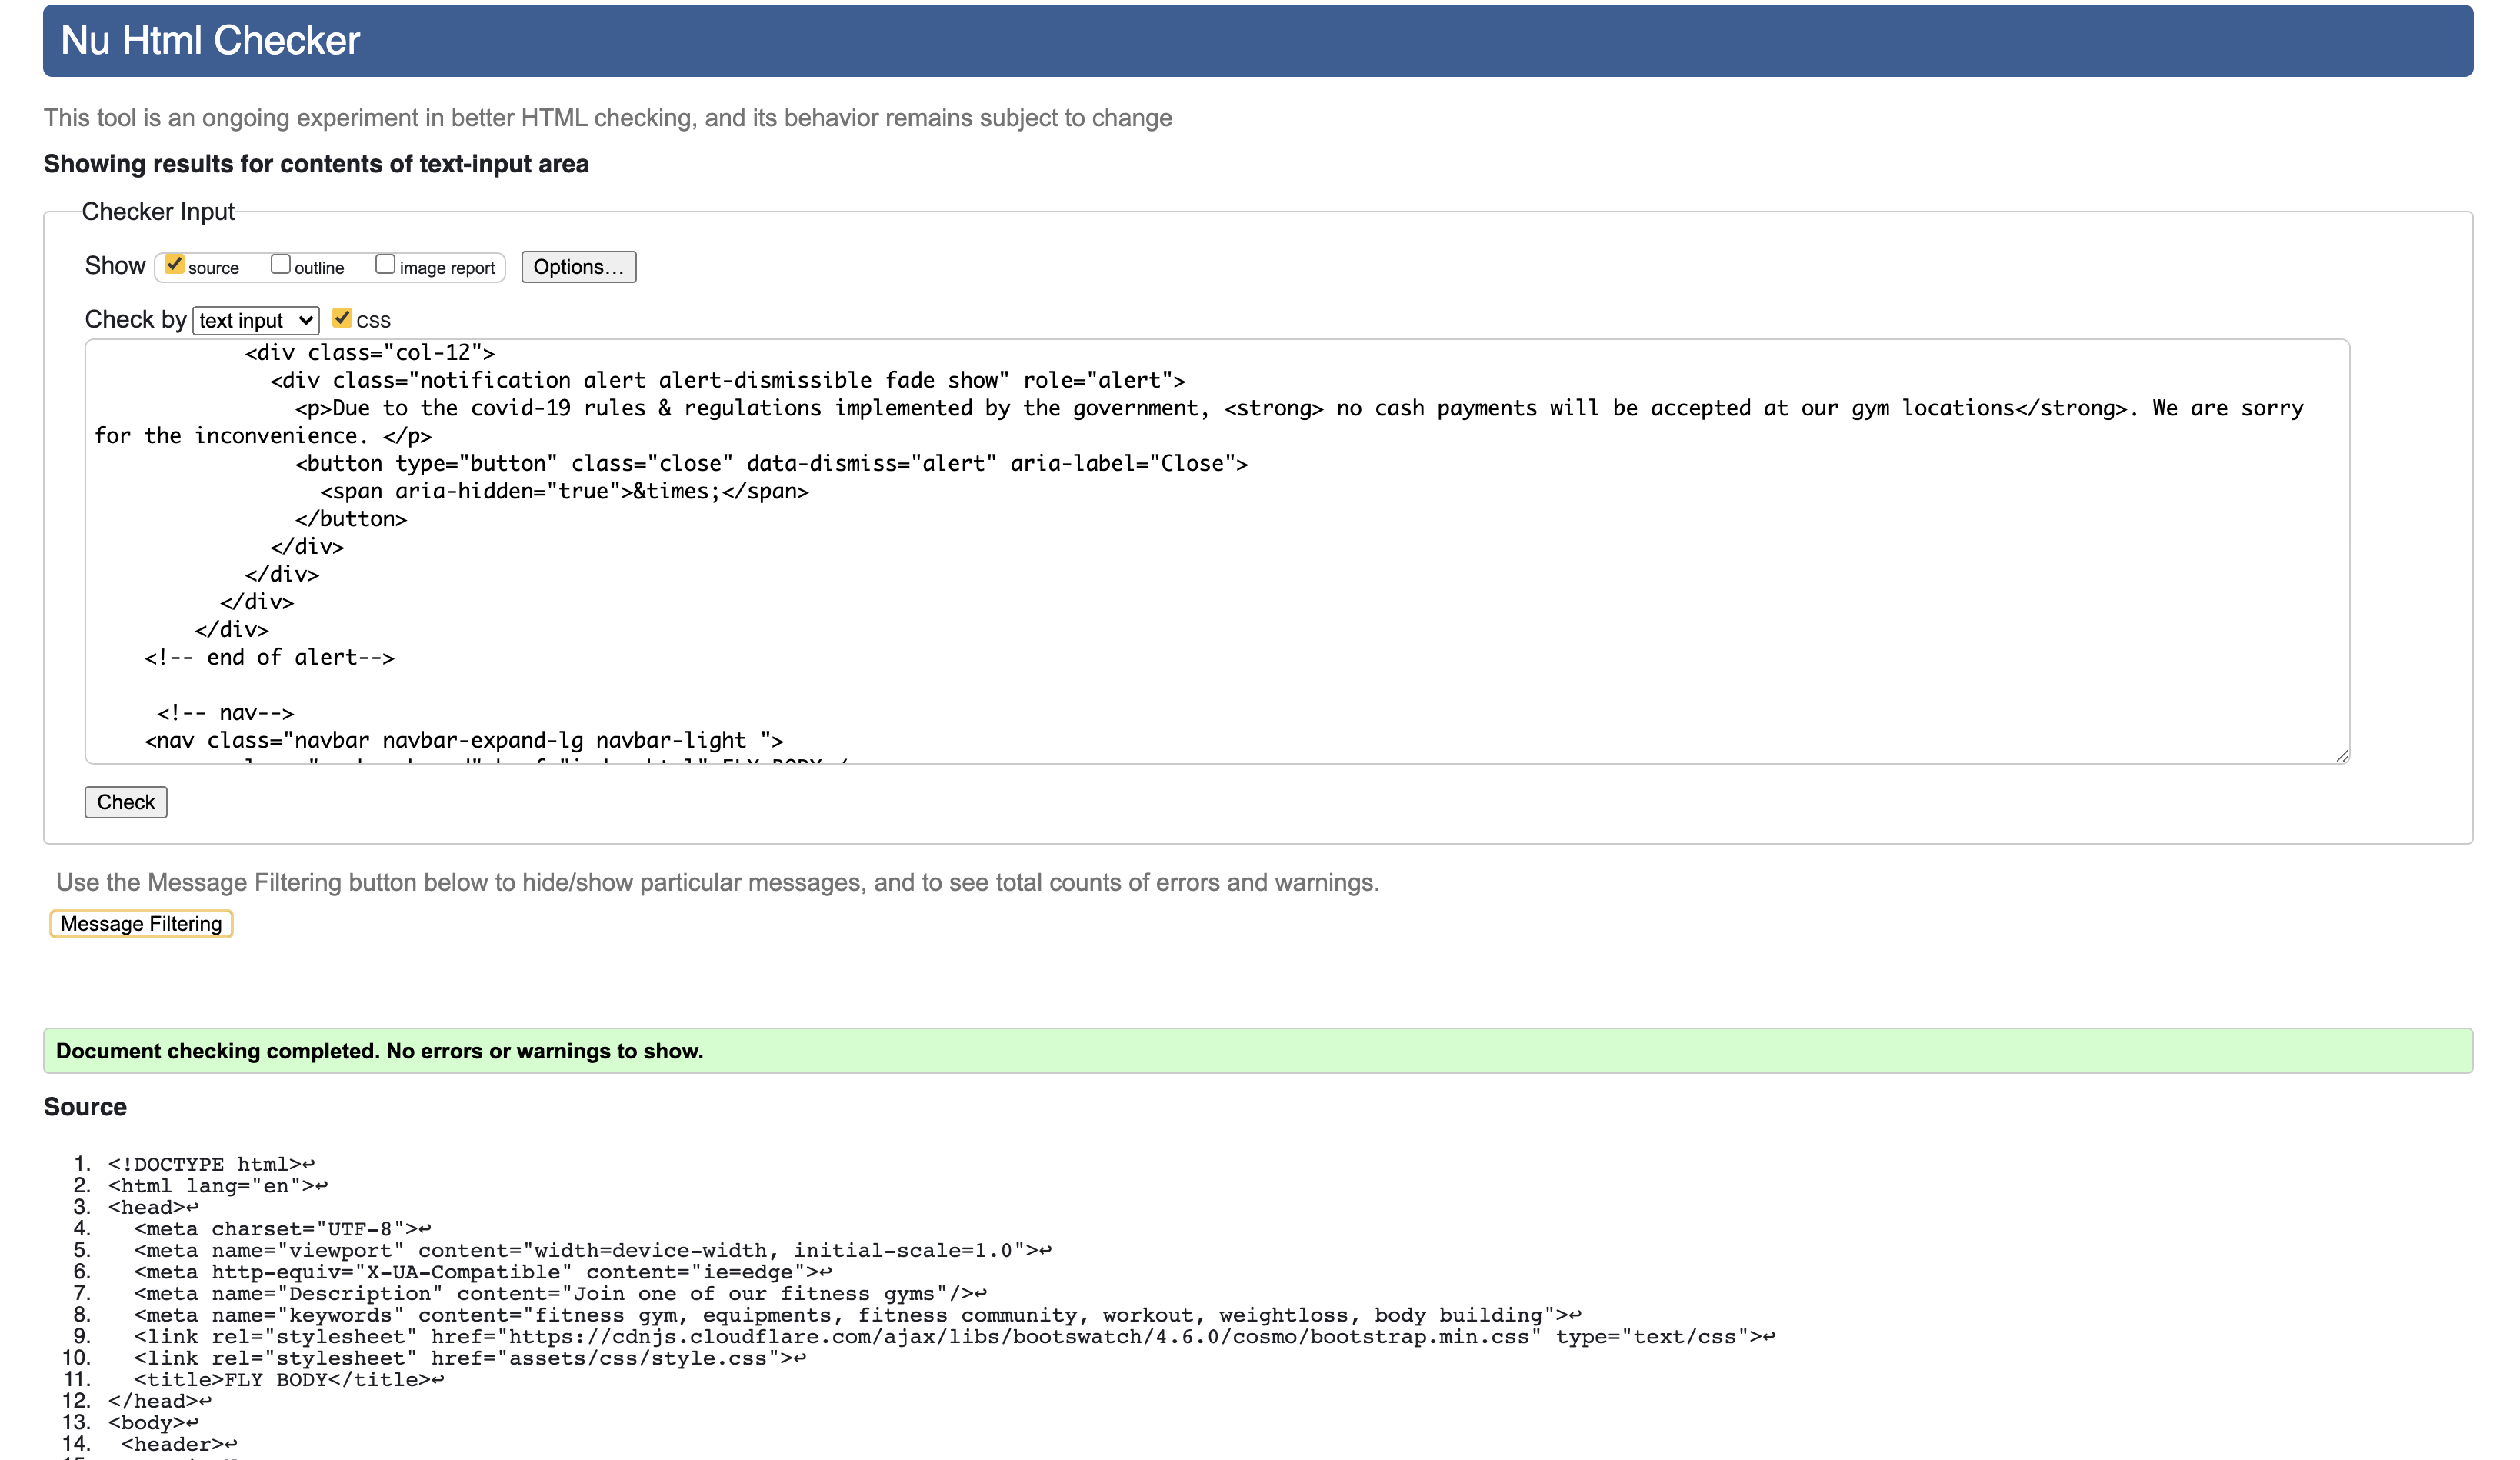 Nu Html Checker
This tool is an ongoing experiment in better HTML checking, and its behavior remains subject to change
Showing results for contents of text-input area
Checker Input
Show source outline image report Options...
Check by text input CSS
<div class="col-12">
<div class="notification alert alert-dismissible fade show" role="alert">
<p>Due to the covid-19 rules & regulations implemented by the government, <strong> no cash payments will be accepted at our gym locations</strong>. We are sorry
for the inconvenience. </p>
<button type="button" class="close" data-dismiss="alert" aria-label="Close">
<span aria-hidden="true">&times;</span>
</button>
</div>
</div>
</div>
</div>
<!-- end of alert-->
<!-- nav-->
<nav class="navbar navbar-expand-lg navbar-light ">
Check
Use the Message Filtering button below to hide/show particular messages, and to see total counts of errors and warnings.
Message Filtering
Document checking completed. No errors or warnings to show.
Source
1. <!DOCTYPE html>↩
2. <html lang="en">↩
3. <head>↩
4. <meta charset="UTF-8">↩
5. <meta name="viewport" content="width=device-width, initial-scale=1.0">↩
6. <meta http-equiv="X-UA-Compatible" content="ie=edge">↩
7. <meta name="Description" content="Join one of our fitness gyms"/>↩
8. <meta name="keywords" content="fitness gym, equipments, fitness community, workout, weightloss, body building">↩
9. <link rel="stylesheet" href="https://cdnjs.cloudflare.com/ajax/libs/bootswatch/4.6.0/cosmo/bootstrap.min.css" type="text/css">↩
10. <link rel="stylesheet" href="assets/css/style.css">↩
11. <title>FLY BODY</title>↩
12. </head>↩
13. <body>↩
14. <header>↩